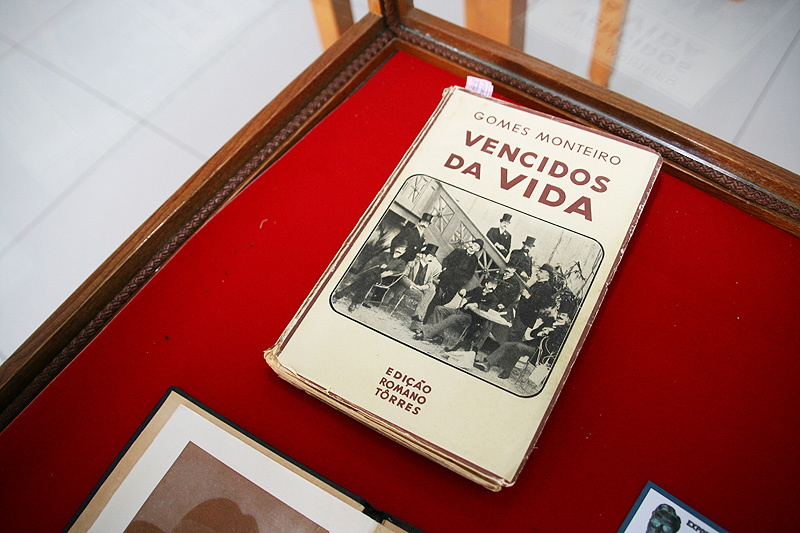 GOMES MONTEIRO
VENCIDOS
DA VIDA
EDIÇÃO
ROMANO
TÔRRES